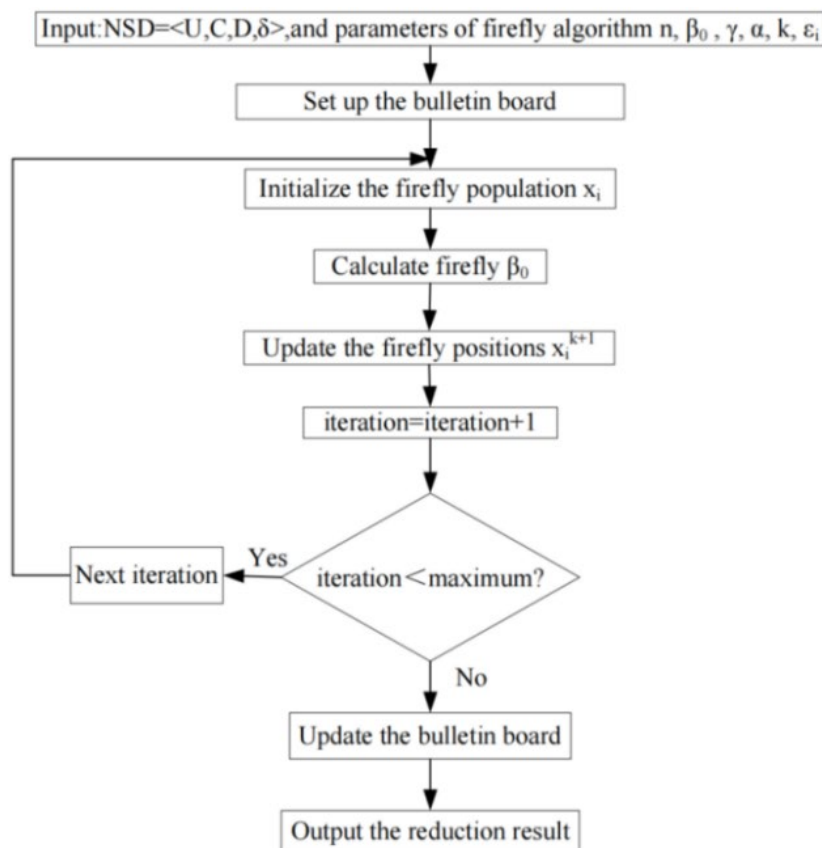 Input:NSD=<U,C,D,δ>,and parameters of firefly algorithm n, β₀ , γ, α, k, εᵢ
Set up the bulletin board
Initialize the firefly population xᵢ
Calculate firefly β₀
Update the firefly positions xᵢᵏ⁺¹
iteration=iteration+1
iteration＜maximum?
Yes
Next iteration
No
Update the bulletin board
Output the reduction result